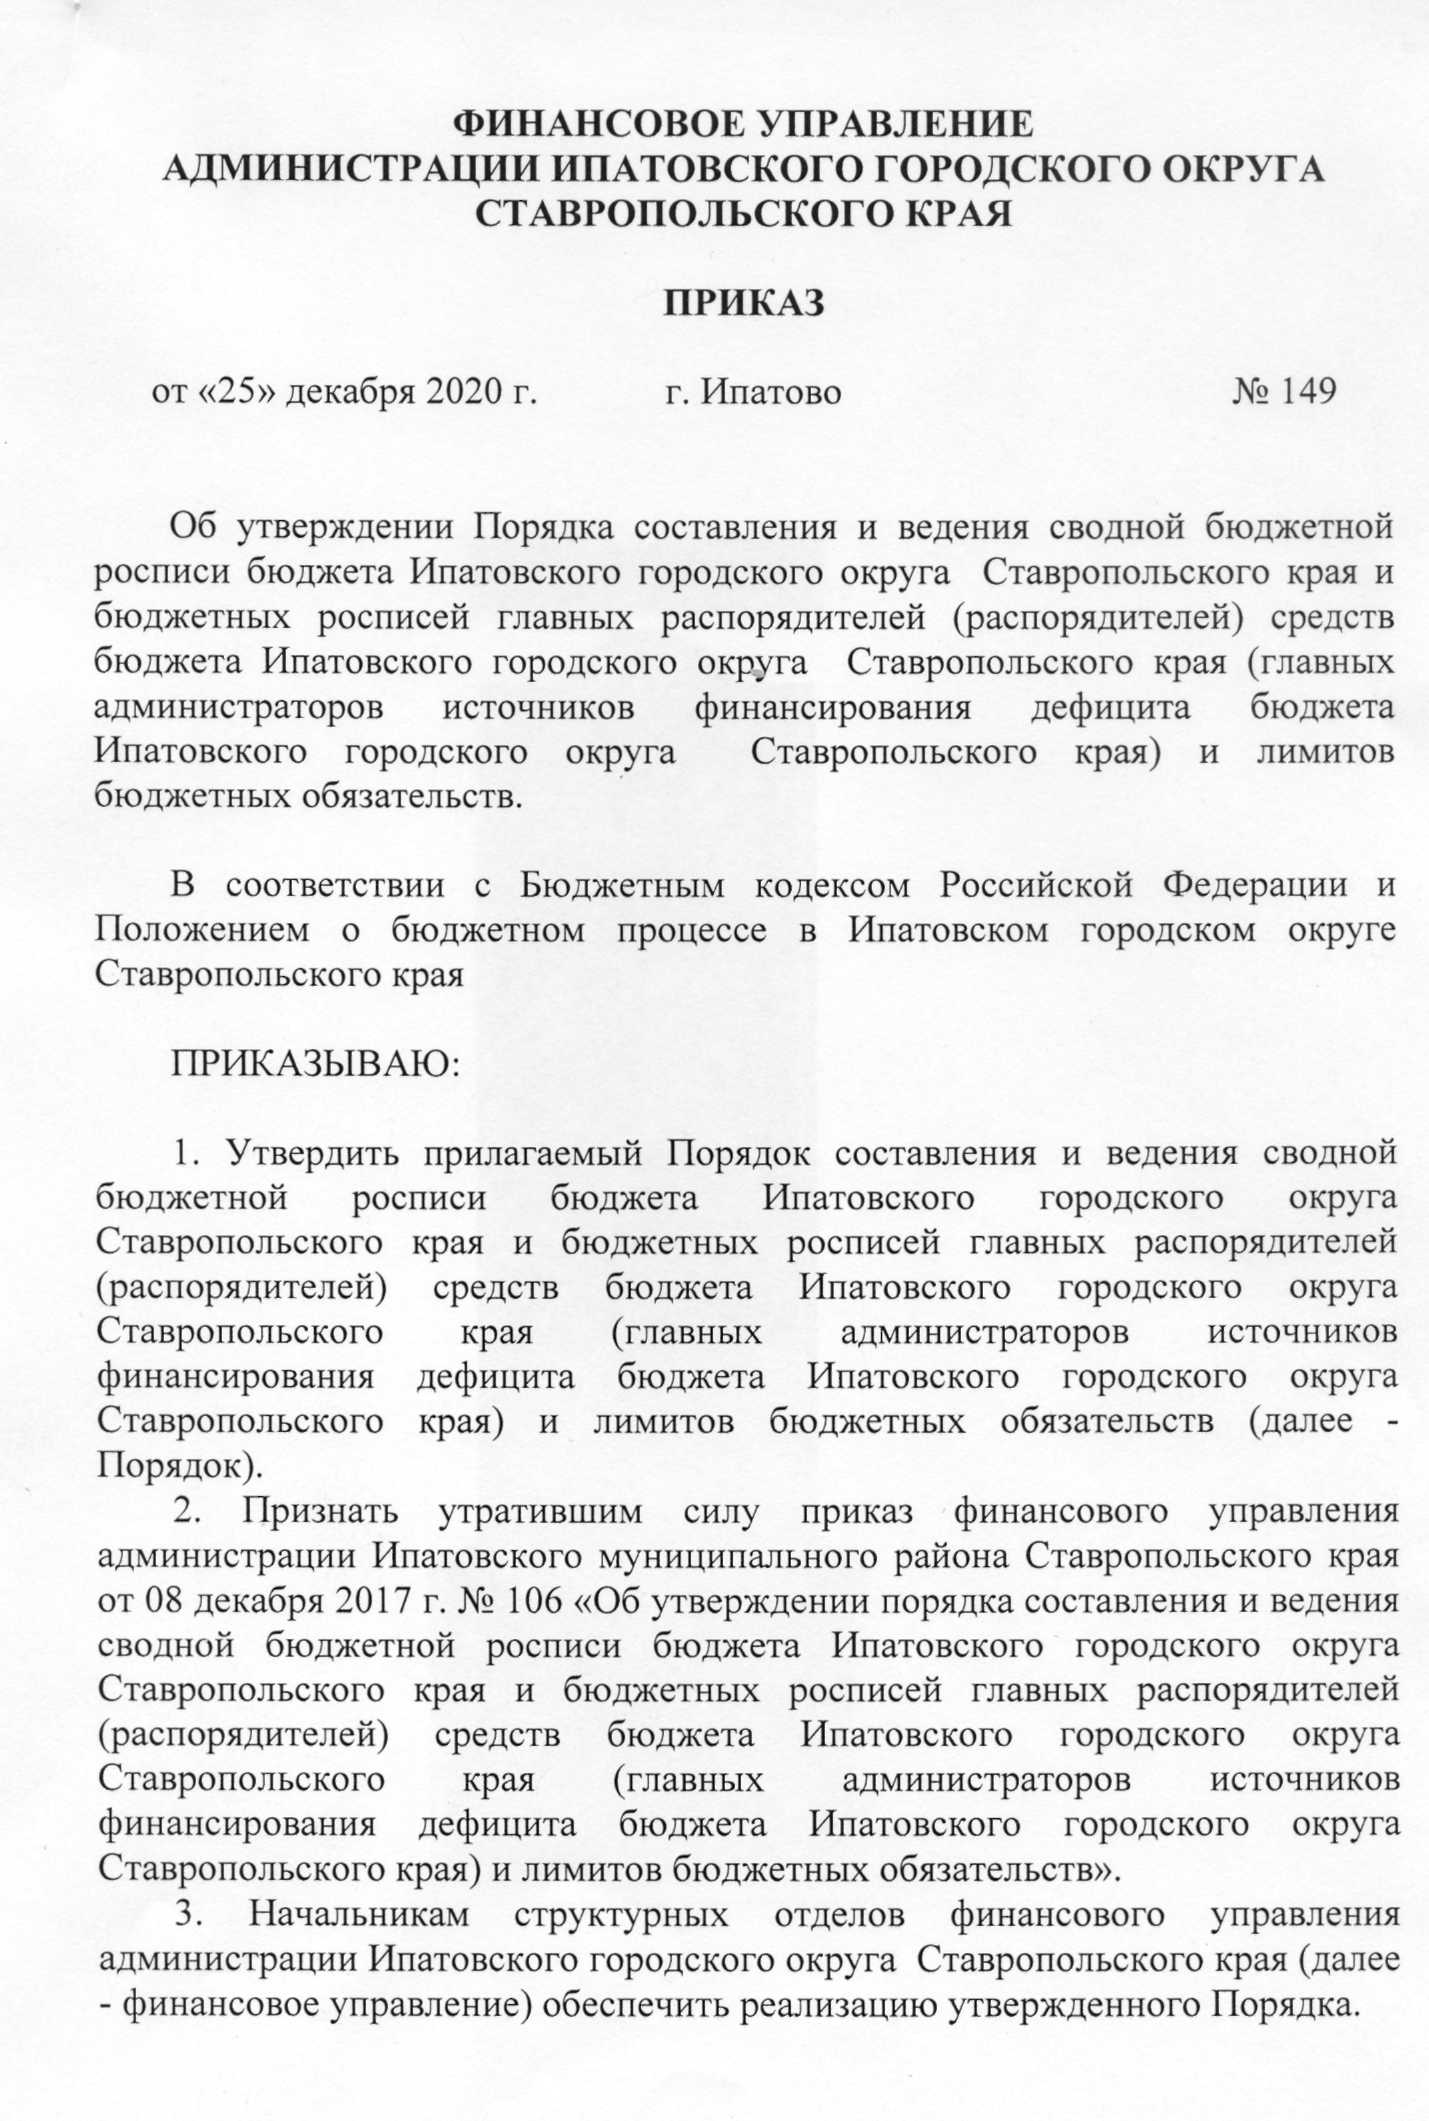 ФИНАНСОВОЕ УПРАВЛЕНИЕ
АДМИНИСТРАЦИИ ИПАТОВСКОГО ГОРОДСКОГО ОКРУГА
СТАВРОПОЛЬСКОГО КРАЯ
ПРИКАЗ
от «25» декабря 2020 г. г. Ипатово № 149
Об утверждении Порядка составления и ведения сводной бюджетной
росписи бюджета Ипатовского городского округа Ставропольского края и
бюджетных росписей главных распорядителей (распорядителей) средств
бюджета Ипатовского городского округа Ставропольского края (главных
администраторов источников финансирования дефицита бюджета
Ипатовского городского округа Ставропольского края) и лимитов
бюджетных обязательств.
В соответствии с Бюджетным кодексом Российской Федерации и
Положением о бюджетном процессе в Ипатовском городском округе
Ставропольского края
ПРИКАЗЫВАЮ:
1. Утвердить прилагаемый Порядок составления и ведения сводной
бюджетной росписи бюджета Ипатовского городского округа
Ставропольского края и бюджетных росписей главных распорядителей
(распорядителей) средств бюджета Ипатовского городского округа
Ставропольского края (главных администраторов источников
финансирования дефицита бюджета Ипатовского городского округа
Ставропольского края) и лимитов бюджетных обязательств (далее -
Порядок).
2. Признать утратившим силу приказ финансового управления
администрации Ипатовского муниципального района Ставропольского края
от 08 декабря 2017 г. № 106 «Об утверждении порядка составления и ведения
сводной бюджетной росписи бюджета Ипатовского городского округа
Ставропольского края и бюджетных росписей главных распорядителей
(распорядителей) средств бюджета Ипатовского городского округа
Ставропольского края (главных администраторов источников
финансирования дефицита бюджета Ипатовского городского округа
Ставропольского края) и лимитов бюджетных обязательств».
3. Начальникам структурных отделов финансового управления
администрации Ипатовского городского округа Ставропольского края (далее
- финансовое управление) обеспечить реализацию утвержденного Порядка.